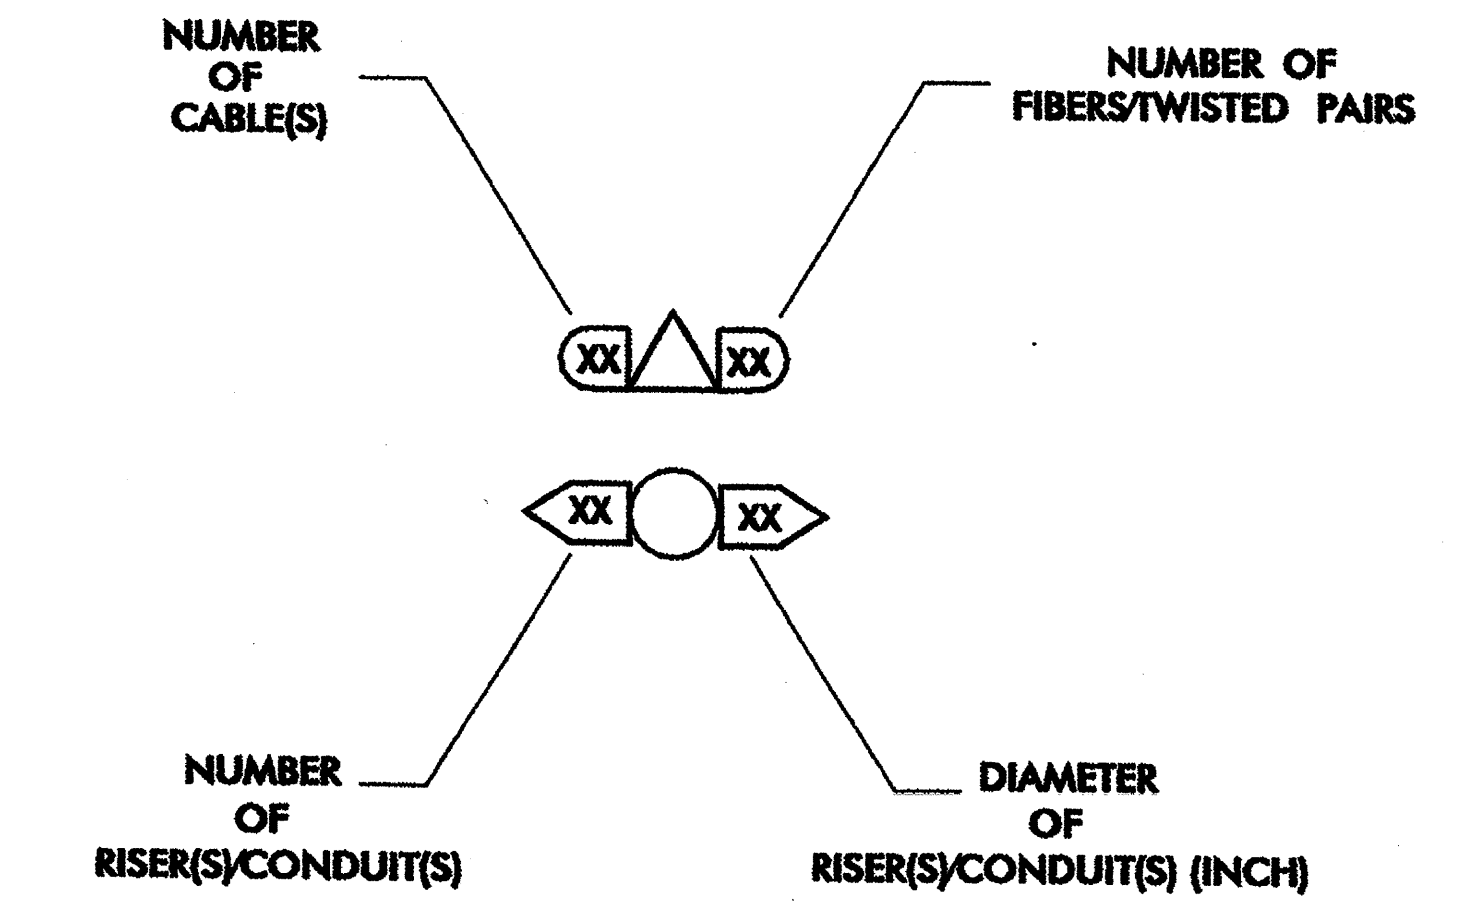 NUMBER
OF
CABLE(S)
NUMBER OF
FIBERS/TWISTED PAIRS
XX
XX
XX
XX
NUMBER
OF
RISER(S)/CONDUIT(S)
DIAMETER
OF
RISER(S)/CONDUIT(S) (INCH)